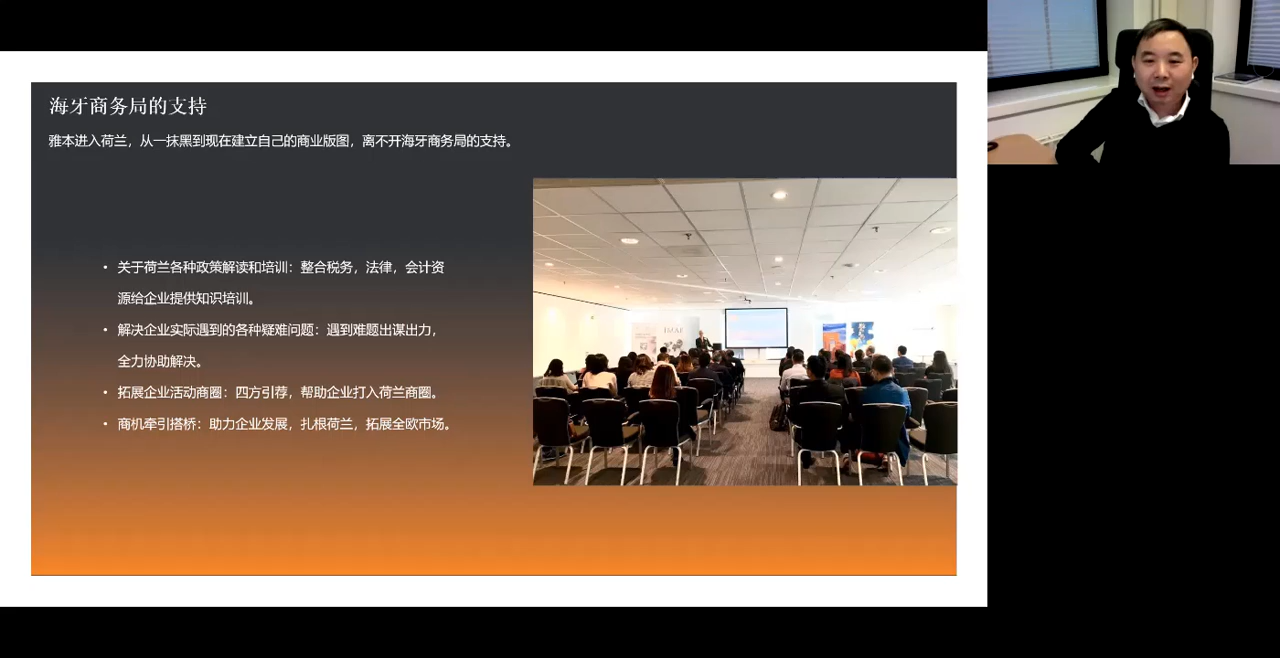 海牙商务局的支持
雅本进入荷兰，从一抹黑到现在建立自己的商业版图，离不开海牙商务局的支持。
• 关于荷兰各种政策解读和培训：整合税务，法律，会计资
源给企业提供知识培训。
• 解决企业实际遇到的各种疑难问题：遇到难题出谋出力，
全力协助解决。
• 拓展企业活动商圈：四方引荐，帮助企业打入荷兰商圈。
• 商机牵引搭桥：助力企业发展，扎根荷兰，拓展全欧市场。